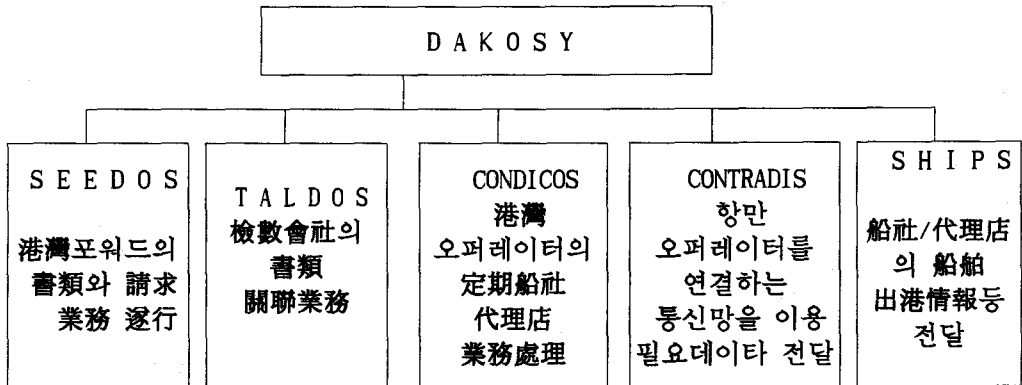 DAKOSY
SEEDOS
港灣포워드의
書類와 請求
業務 遂行
TALDOS
檢數會社의
書類
關聯業務
CONDICOS
港灣
오퍼레이터의
定期船社
代理店
業務處理
CONTRADIS
항만
오퍼레이터를
연결하는
통신망을 이용
필요데이타 전달
SHIPS
船社/代理店
의 船舶
出港情報등
전달